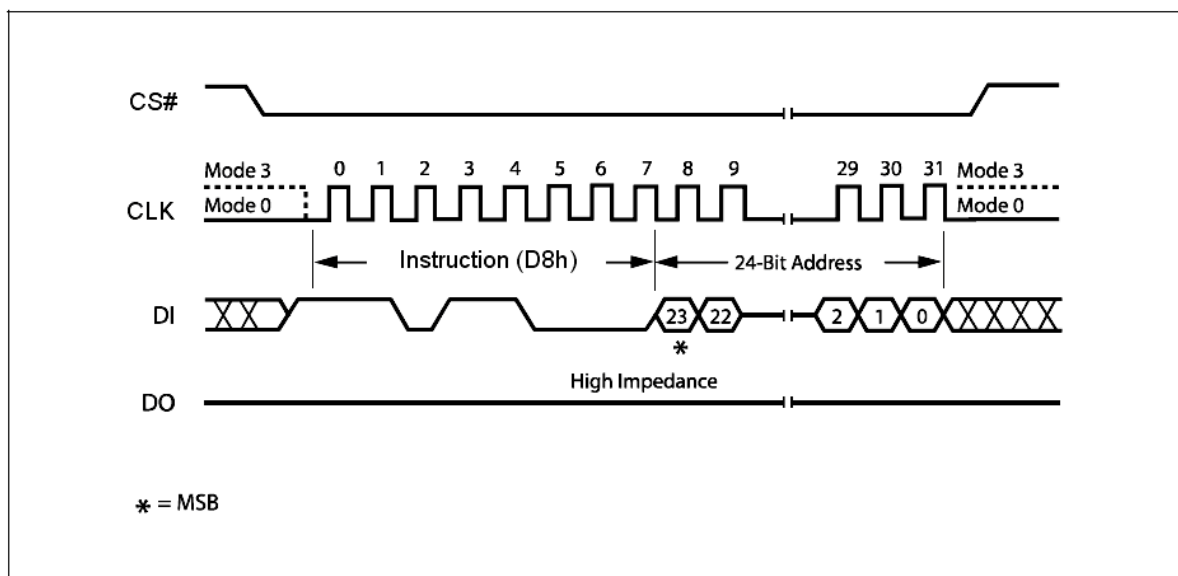 CS#
Mode 3 0 1 2 3 4 5 6 7 8 9 29 30 31 Mode 3
CLK Mode 0 Mode 0
Instruction (D8h) 24-Bit Address
DI 23 22 2 1 0
*
High Impedance
DO
* = MSB